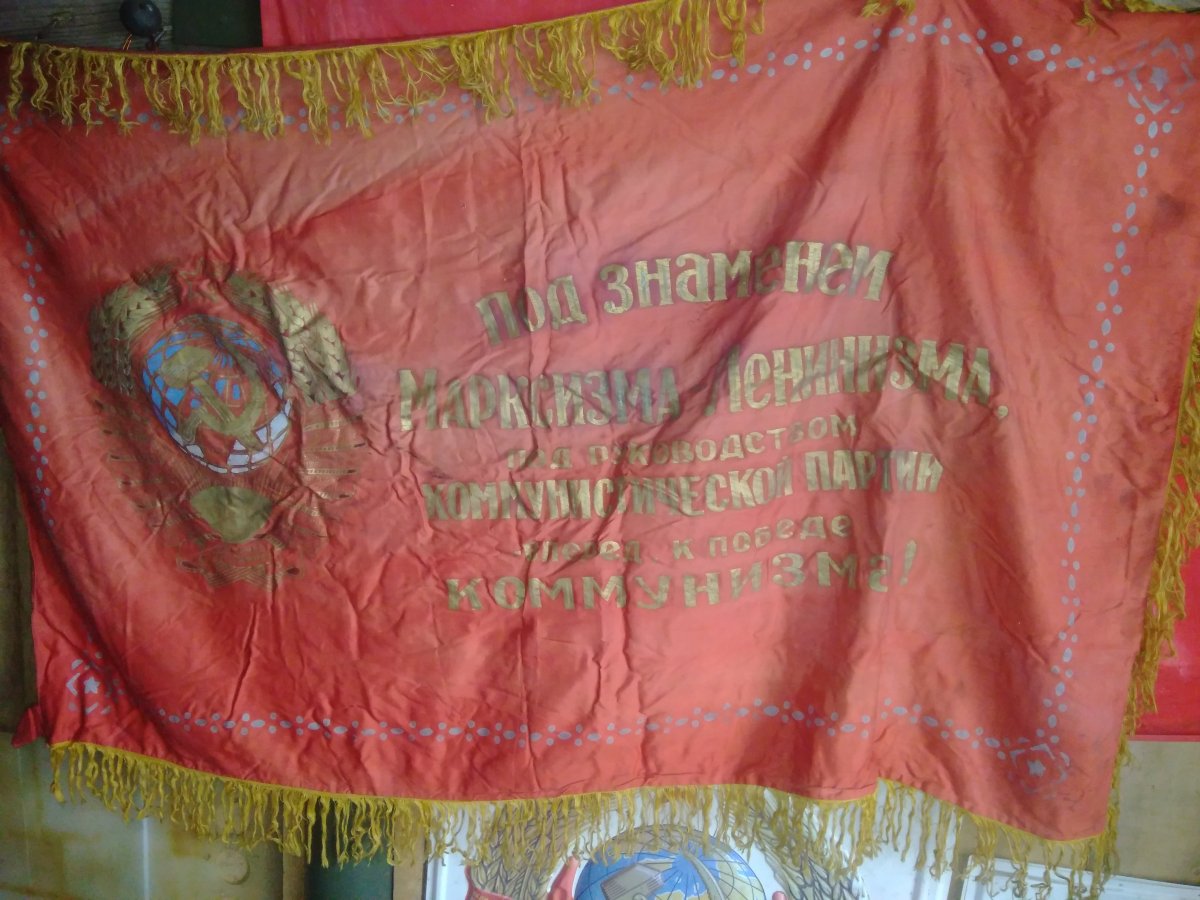 под знаменем
Марксизма-Ленинизма,
под руководством
коммунистической партии
вперед к победе
коммунизма!